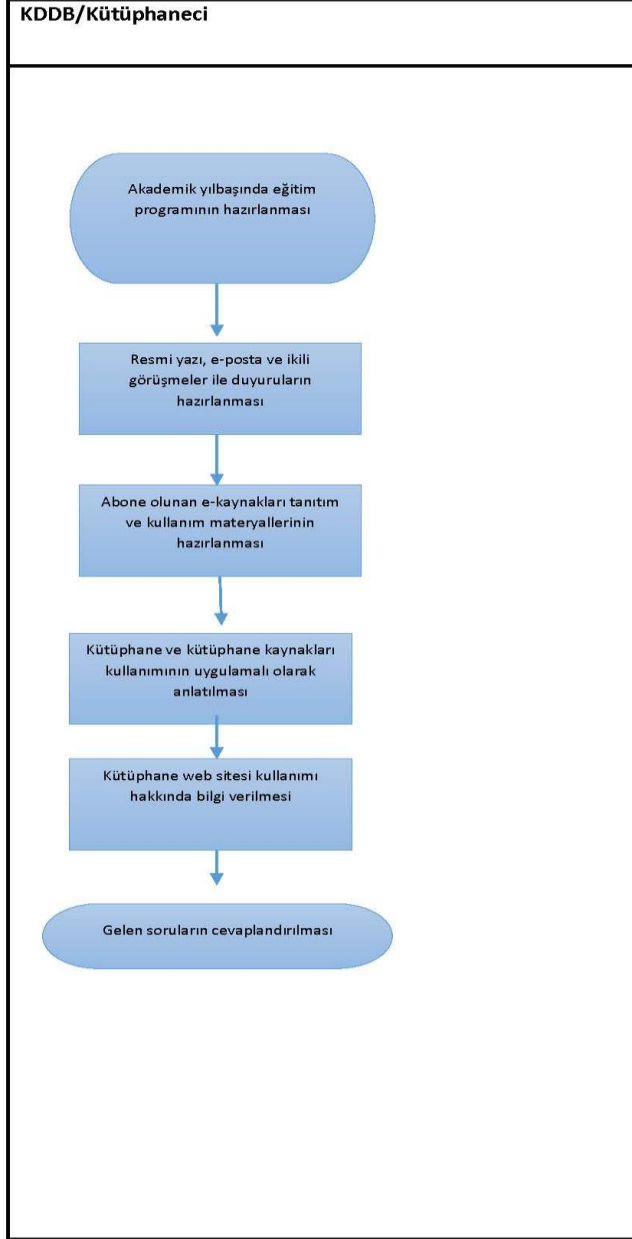 KDDB/Kütüphaneci
Akademik yılbaşında eğitim
programının hazırlanması
Resmi yazı, e-posta ve ikili
görüşmeler ile duyuruların
hazırlanması
Abone olunan e-kaynakları tanıtım
ve kullanım materyallerinin
hazırlanması
Kütüphane ve kütüphane kaynakları
kullanımının uygulamalı olarak
anlatılması
Kütüphane web sitesi kullanımı
hakkında bilgi verilmesi
Gelen soruların cevaplandırılması